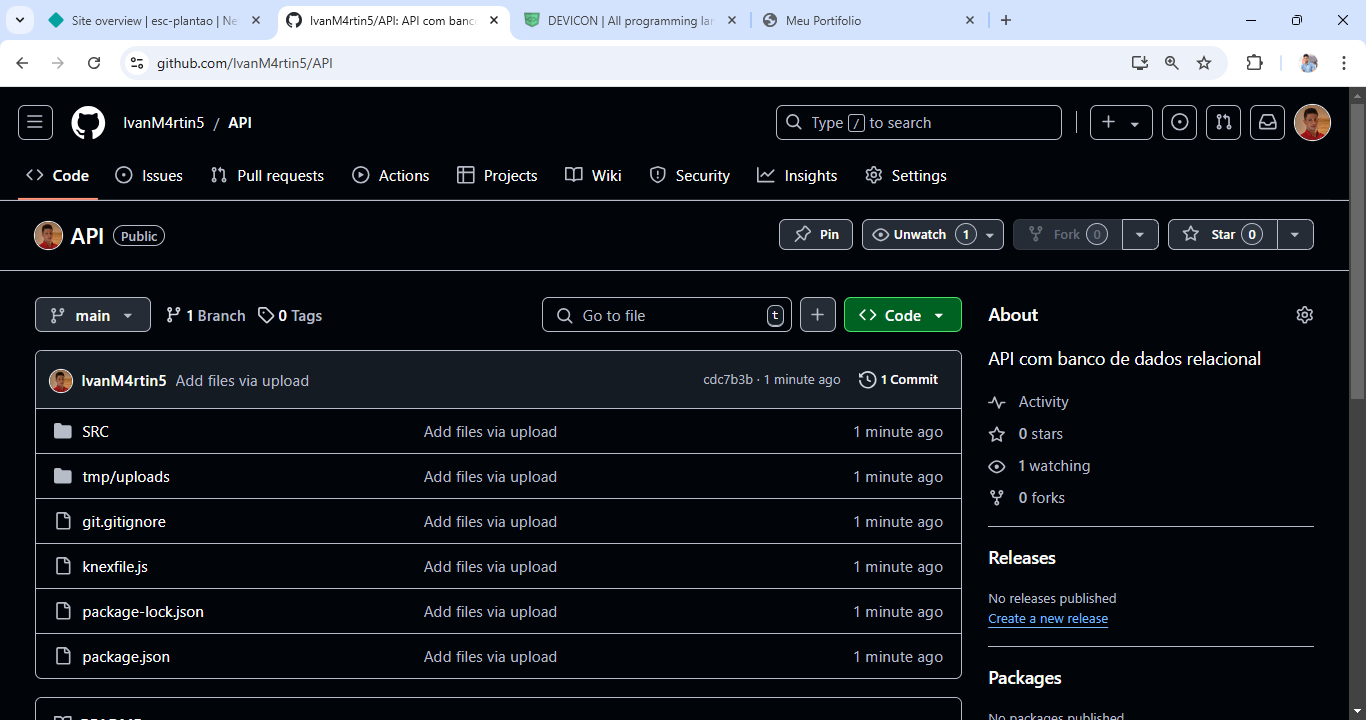 Site overview | esc-plantao | Ne
IvanM4rtin5/API: API com banco
DEVICON | All programming lan
Meu Portifolio
github.com/IvanM4rtin5/API
IvanM4rtin5 / API
Type / to search
Code
Issues
Pull requests
Actions
Projects
Wiki
Security
Insights
Settings
API
Public
Pin
Unwatch 1
Fork 0
Star 0
main
1 Branch
0 Tags
Go to file
t
Code
IvanM4rtin5 Add files via upload
cdc7b3b · 1 minute ago
1 Commit
SRC Add files via upload 1 minute ago
tmp/uploads Add files via upload 1 minute ago
git.gitignore Add files via upload 1 minute ago
knexfile.js Add files via upload 1 minute ago
package-lock.json Add files via upload 1 minute ago
package.json Add files via upload 1 minute ago
README
About
API com banco de dados relacional
Activity
0 stars
1 watching
0 forks
Releases
No releases published
Create a new release
Packages
No packages published